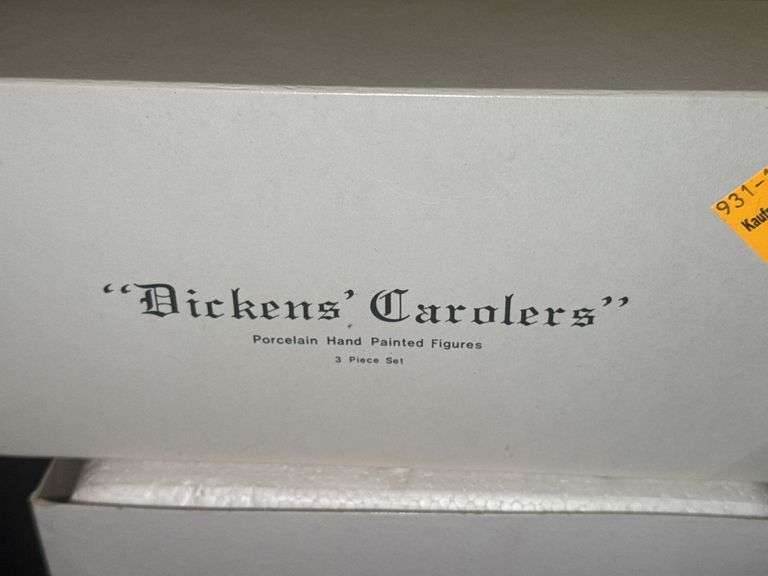 931-
"Dickens' Carolers"
Porcelain Hand Painted Figures
3 Piece Set